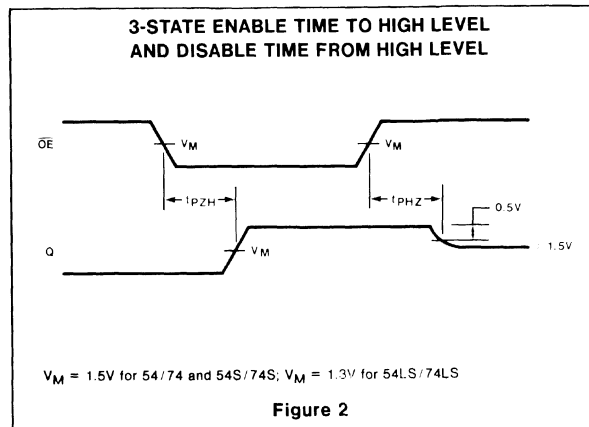 3-STATE ENABLE TIME TO HIGH LEVEL
AND DISABLE TIME FROM HIGH LEVEL
OE
VM
VM
tPZH
tPHZ
0.5V
Q
VM
1.5V
VM = 1.5V for 54/74 and 54S/74S; VM = 1.3V for 54LS/74LS
Figure 2